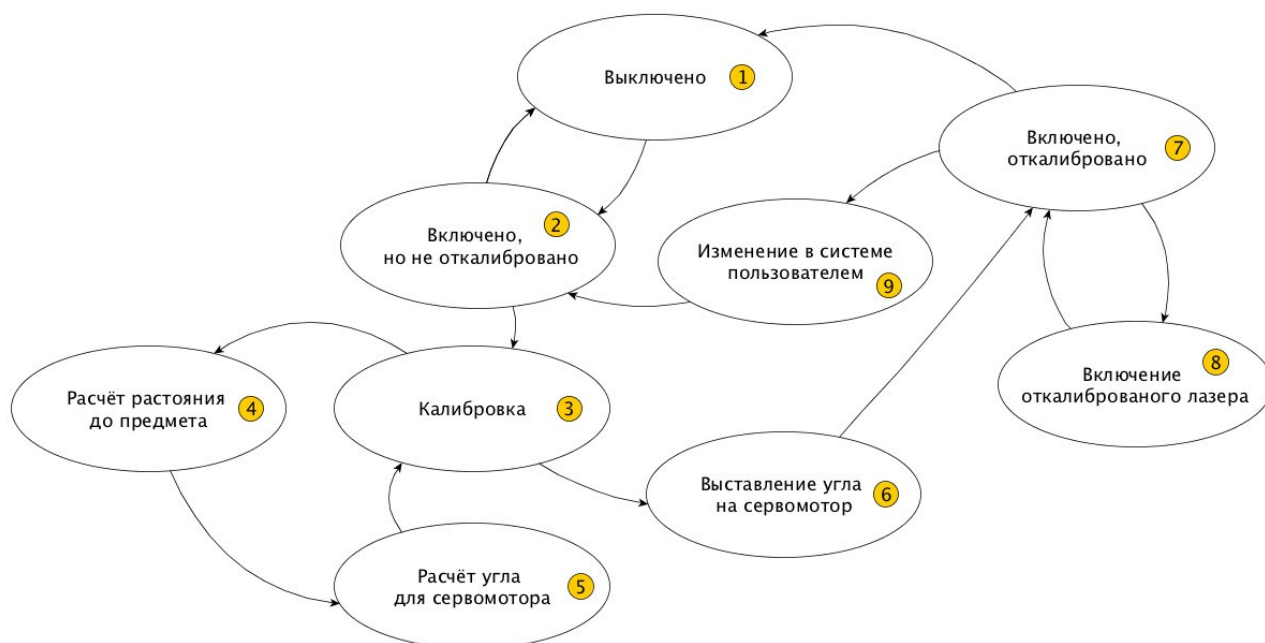 Выключено 1
Включено, 7
откалибровано
Включено, 2
но не откалибровано
Изменение в системе
пользователем 9
Включение 8
откалиброваного лазера
Расчёт растояния
до предмета 4
Калибровка 3
Выставление угла
на сервомотор 6
Расчёт угла
для сервомотора 5